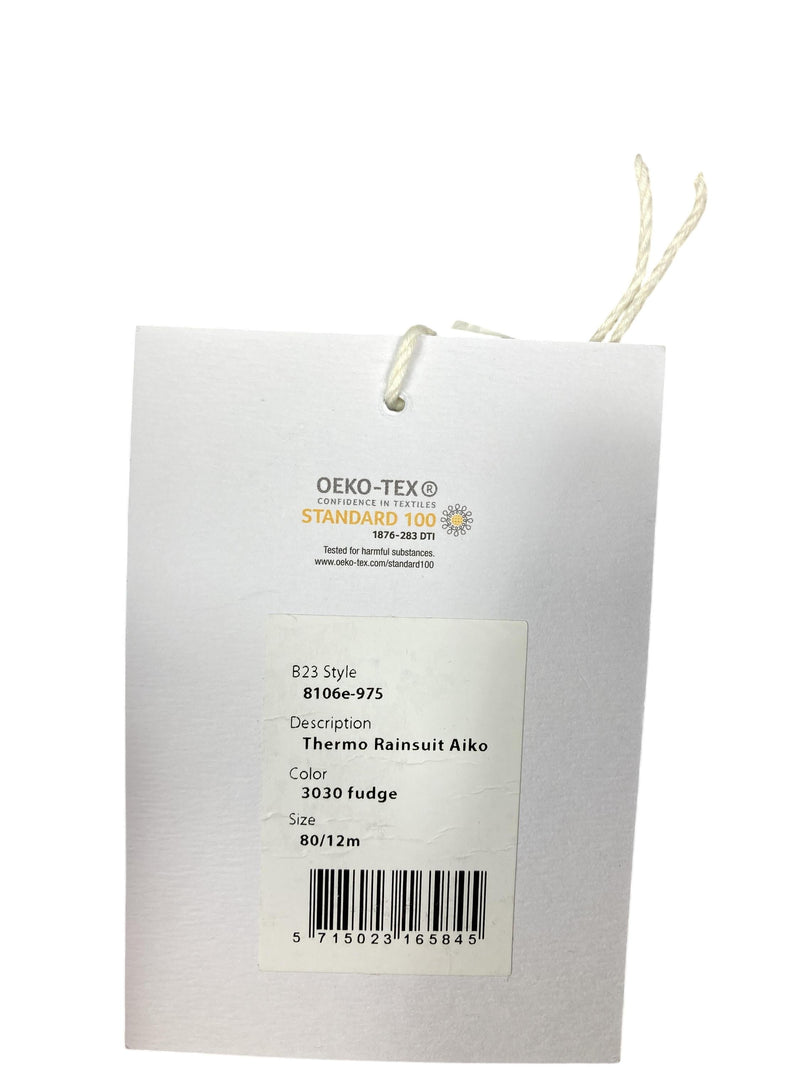 OEKO-TEX®
CONFIDENCE IN TEXTILES
STANDARD 100
1876-283 DTI
Tested for harmful substances.
www.oeko-tex.com/standard100
B23 Style
8106e-975
Description
Thermo Rainsuit Aiko
Color
3030 fudge
Size
80/12m
5 715023 165845